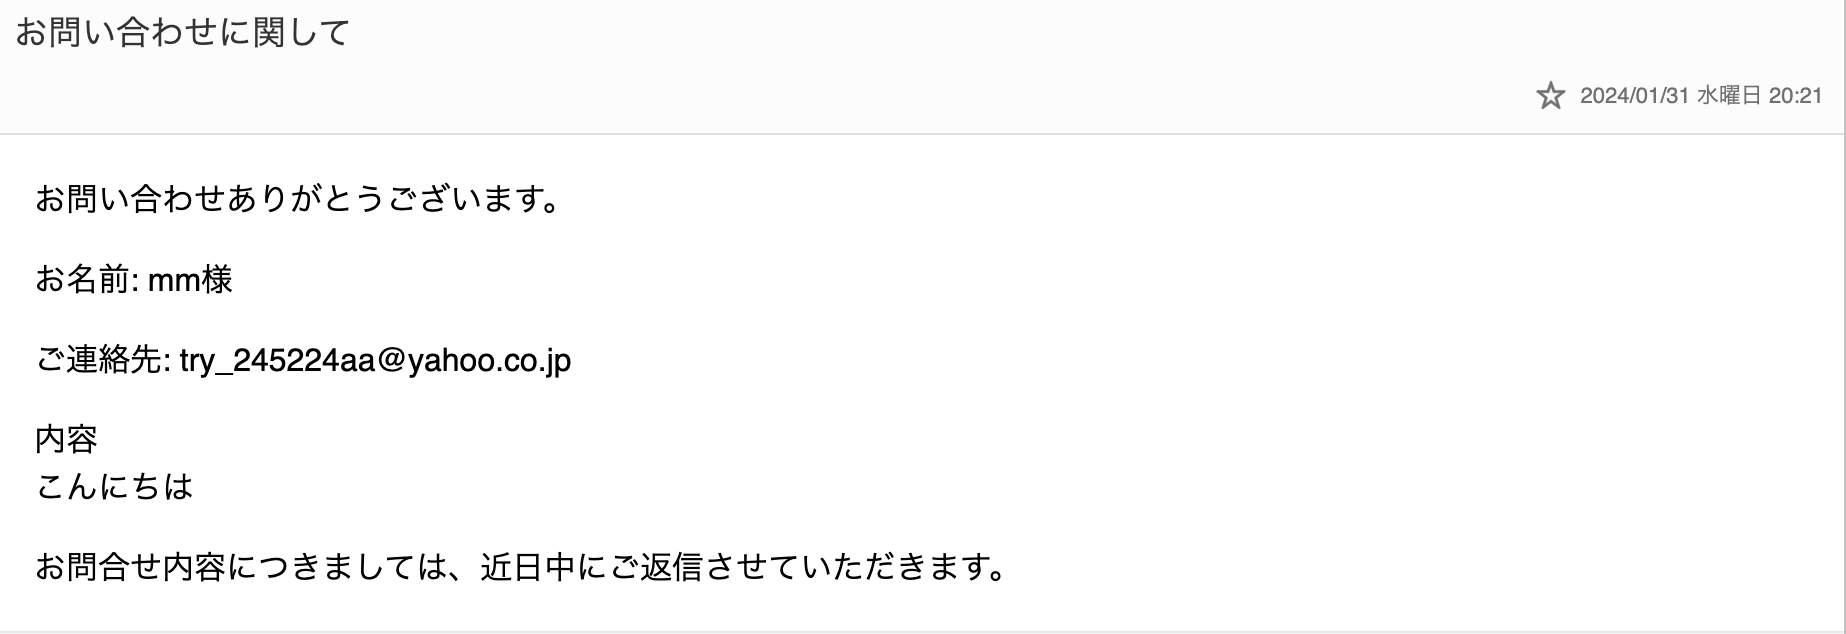 お問い合わせに関して
2024/01/31 水曜日 20:21
お問い合わせありがとうございます。
お名前: mm様
ご連絡先: try_245224aa@yahoo.co.jp
内容
こんにちは
お問合せ内容につきましては、近日中にご返信させていただきます。